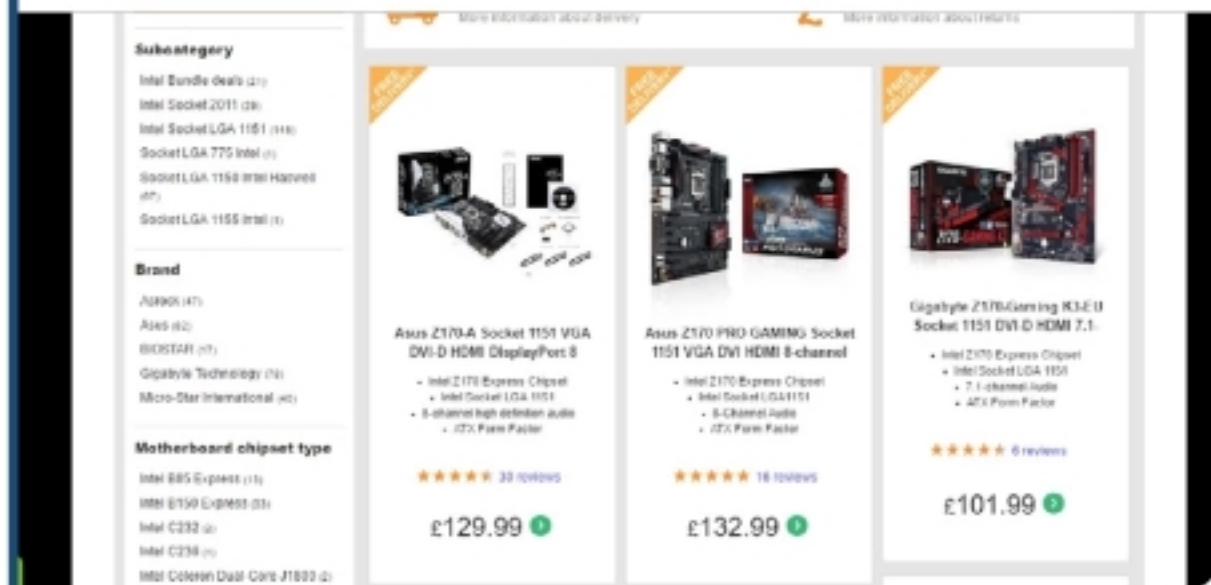 More information about delivery
More information about returns
Subcategory
Intel Bundle deals (21)
Intel Socket 2011
Intel Socket LGA 1151
Socket LGA 775 Intel
Socket LGA 1150 Intel Haswell
Socket LGA 1155 Intel (1)
Brand
Asrock (47)
Asus (62)
BIOSTAR (17)
Gigabyte Technology
Micro-Star International
Motherboard chipset type
Intel B85 Express
Intel B150 Express
Intel C232 (2)
Intel C236
Intel Celeron Dual-Core J1800 (2)
FREE
DELIVERY
Asus Z170-A Socket 1151 VGA
DVI-D HDMI DisplayPort 8
• Intel Z170 Express Chipset
• Intel Socket LGA 1151
• 8-channel high definition audio
• ATX Form Factor
30 reviews
£129.99
FREE
DELIVERY
Asus Z170 PRO GAMING Socket
1151 VGA DVI HDMI 8-channel
• Intel Z170 Express Chipset
• Intel Socket LGA1151
• 8-Channel Audio
• ATX Form Factor
16 reviews
£132.99
FREE
DELIVERY
Gigabyte Z170-Gaming K3-EU
Socket 1151 DVI-D HDMI 7.1-
• Intel Z170 Express Chipset
• Intel Socket LGA 1151
• 7.1-channel Audio
• ATX Form Factor
6 reviews
£101.99